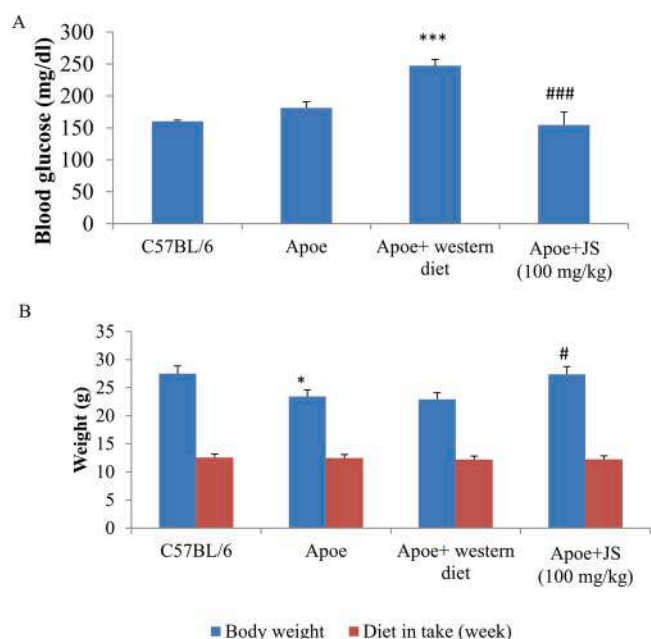 A
Blood glucose (mg/dl)
300
250
200
150
100
50
0
***
###
C57BL/6
Apoe
Apoe+ western
diet
Apoe+JS
(100 mg/kg)
B
Weight (g)
35
30
25
20
15
10
5
0
*
#
C57BL/6
Apoe
Apoe+ western
diet
Apoe+JS
(100 mg/kg)
Body weight
Diet in take (week)